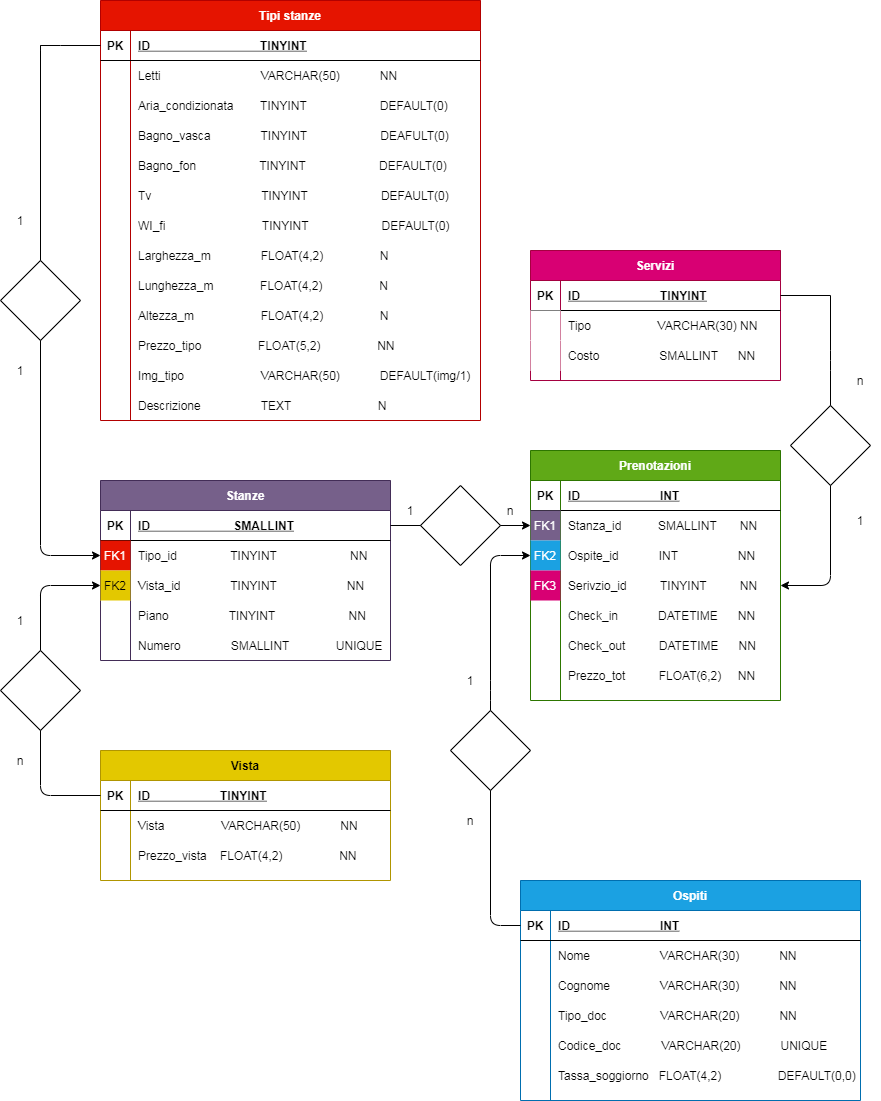 Tipi stanze
PK ID TINYINT
Letti VARCHAR(50) NN
Aria_condizionata TINYINT DEFAULT(0)
Bagno_vasca TINYINT DEAFULT(0)
Bagno_fon TINYINT DEFAULT(0)
Tv TINYINT DEFAULT(0)
WI_fi TINYINT DEFAULT(0)
Larghezza_m FLOAT(4,2) N
Lunghezza_m FLOAT(4,2) N
Altezza_m FLOAT(4,2) N
Prezzo_tipo FLOAT(5,2) NN
Img_tipo VARCHAR(50) DEFAULT(img/1)
Descrizione TEXT N
1
1
Servizi
PK ID TINYINT
Tipo VARCHAR(30) NN
Costo SMALLINT NN
n
1
Stanze
PK ID SMALLINT
FK1 Tipo_id TINYINT NN
FK2 Vista_id TINYINT NN
Piano TINYINT NN
Numero SMALLINT UNIQUE
1
n
Prenotazioni
PK ID INT
FK1 Stanza_id SMALLINT NN
FK2 Ospite_id INT NN
FK3 Serivzio_id TINYINT NN
Check_in DATETIME NN
Check_out DATETIME NN
Prezzo_tot FLOAT(6,2) NN
1
n
Vista
PK ID TINYINT
Vista VARCHAR(50) NN
Prezzo_vista FLOAT(4,2) NN
1
n
Ospiti
PK ID INT
Nome VARCHAR(30) NN
Cognome VARCHAR(30) NN
Tipo_doc VARCHAR(20) NN
Codice_doc VARCHAR(20) UNIQUE
Tassa_soggiorno FLOAT(4,2) DEFAULT(0,0)